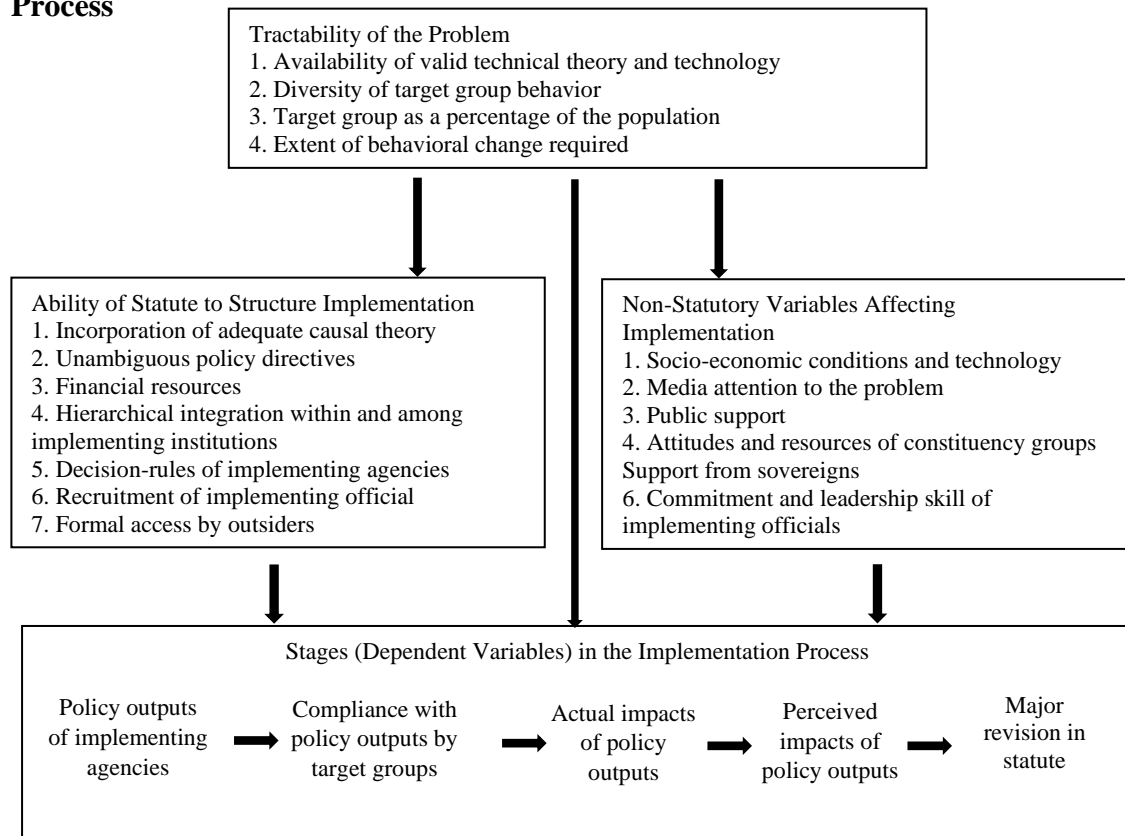 Process
Tractability of the Problem
1. Availability of valid technical theory and technology
2. Diversity of target group behavior
3. Target group as a percentage of the population
4. Extent of behavioral change required
Ability of Statute to Structure Implementation
1. Incorporation of adequate causal theory
2. Unambiguous policy directives
3. Financial resources
4. Hierarchical integration within and among
implementing institutions
5. Decision-rules of implementing agencies
6. Recruitment of implementing official
7. Formal access by outsiders
Non-Statutory Variables Affecting
Implementation
1. Socio-economic conditions and technology
2. Media attention to the problem
3. Public support
4. Attitudes and resources of constituency groups
Support from sovereigns
6. Commitment and leadership skill of
implementing officials
Stages (Dependent Variables) in the Implementation Process
Policy outputs
of implementing
agencies
Compliance with
policy outputs by
target groups
Actual impacts
of policy
outputs
Perceived
impacts of
policy outputs
Major
revision in
statute